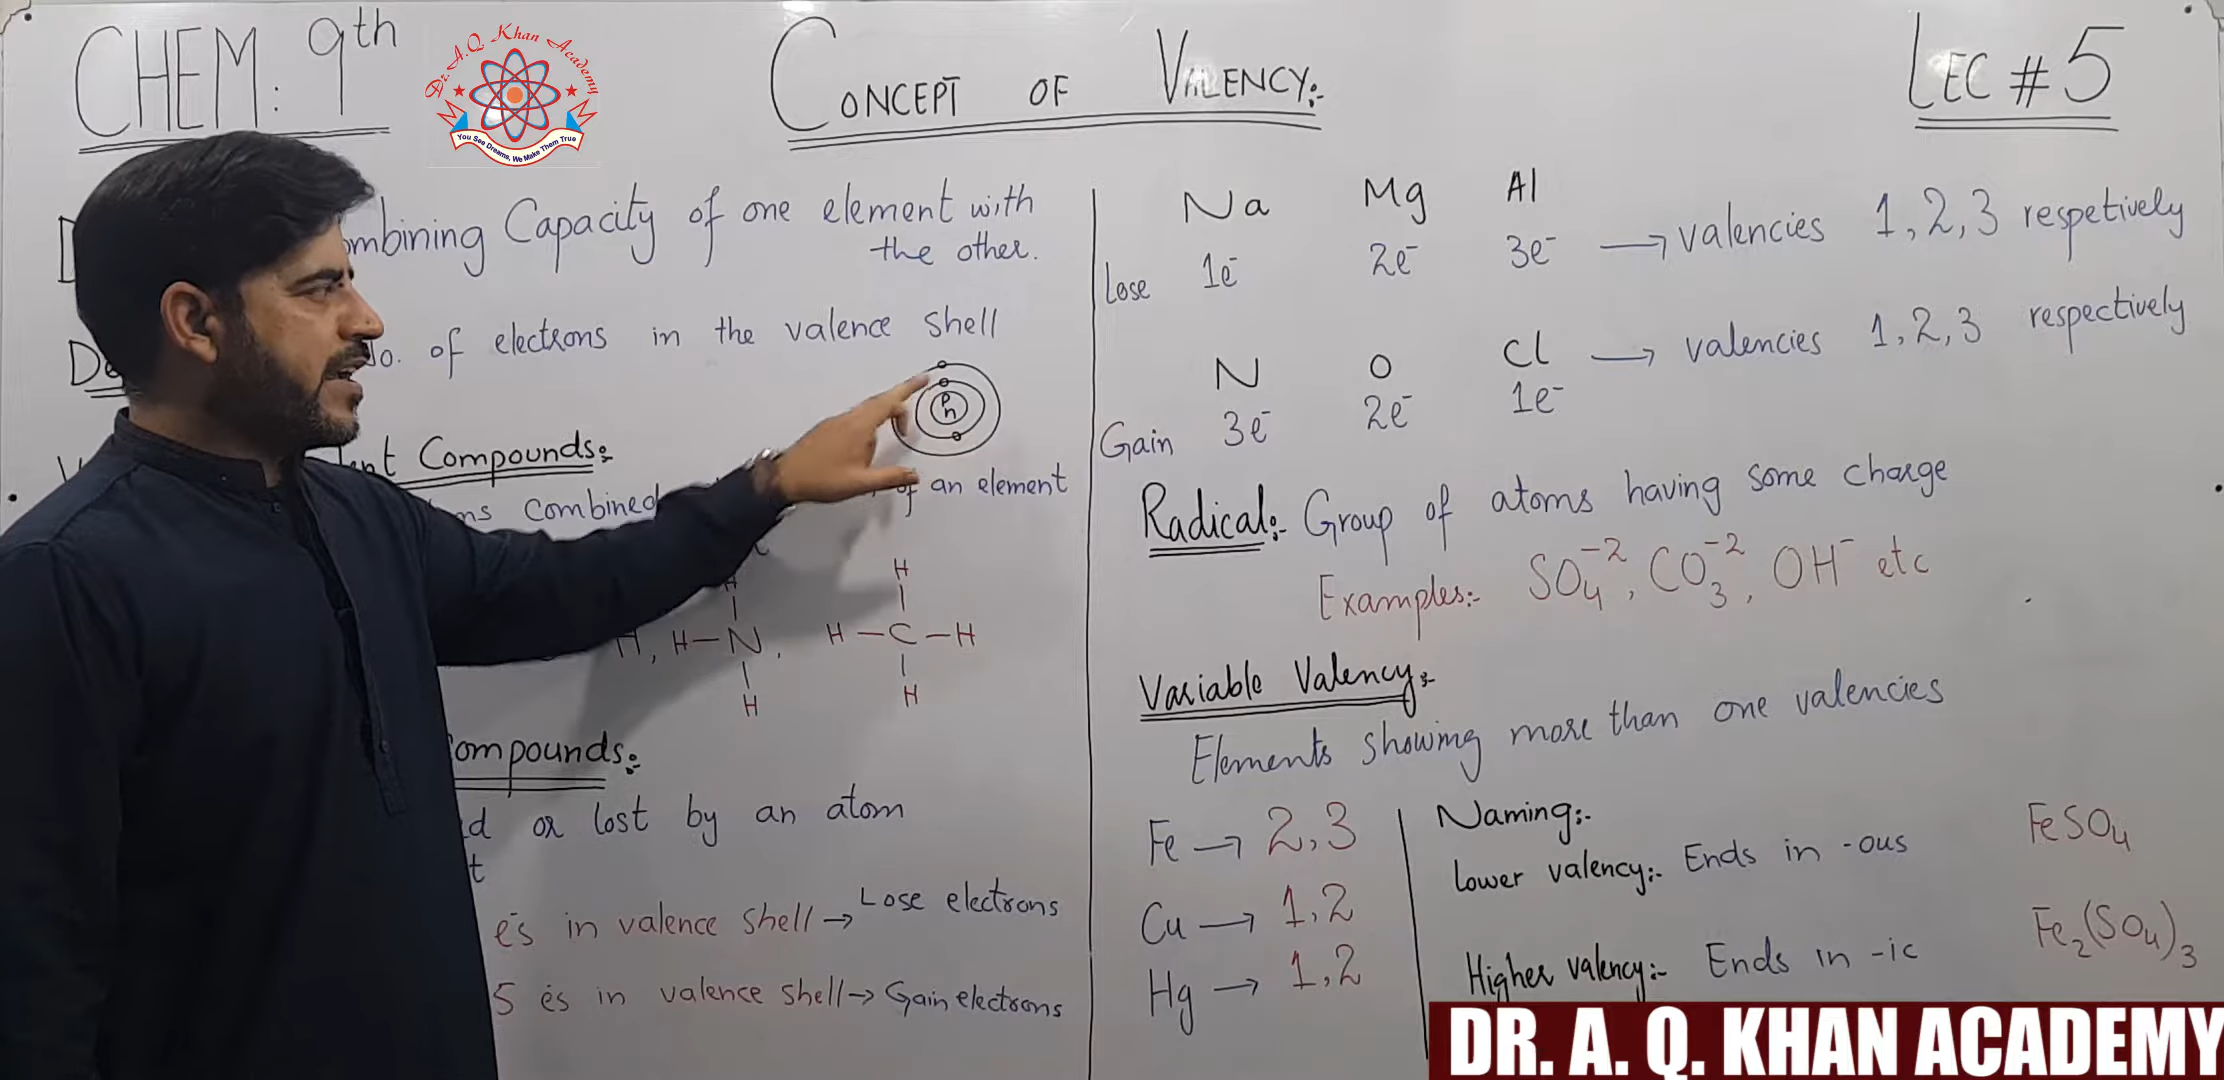 CHEM: 9th
Dr. A.Q Khan Academy
You See Dreams, We Make Them True
CONCEPT OF VALENCY:-
LEC # 5
Combining Capacity of one element with
the other.
No. of electrons in the valence shell
P
n
Compounds:
combined
of an element
H
H, H-N, H-C-H
H
H
Compounds:-
or lost by an atom
es in valence shell → Lose electrons
5 es in valence shell → Gain electrons
Na Mg Al
Lose 1e⁻ 2e⁻ 3e⁻ → valencies 1, 2, 3 respetively
N O Cl → valencies 1, 2, 3 respectively
Gain 3e⁻ 2e⁻ 1e⁻
Radical:- Group of atoms having some charge
Examples:- SO₄⁻², CO₃⁻², OH⁻ etc
Variable Valency:-
Elements showing more than one valencies
Fe → 2,3
Cu → 1,2
Hg → 1,2
Naming:-
Lower valency:- Ends in -ous FeSO₄
Higher valency:- Ends in -ic Fe₂(SO₄)₃
DR. A. Q. KHAN ACADEMY